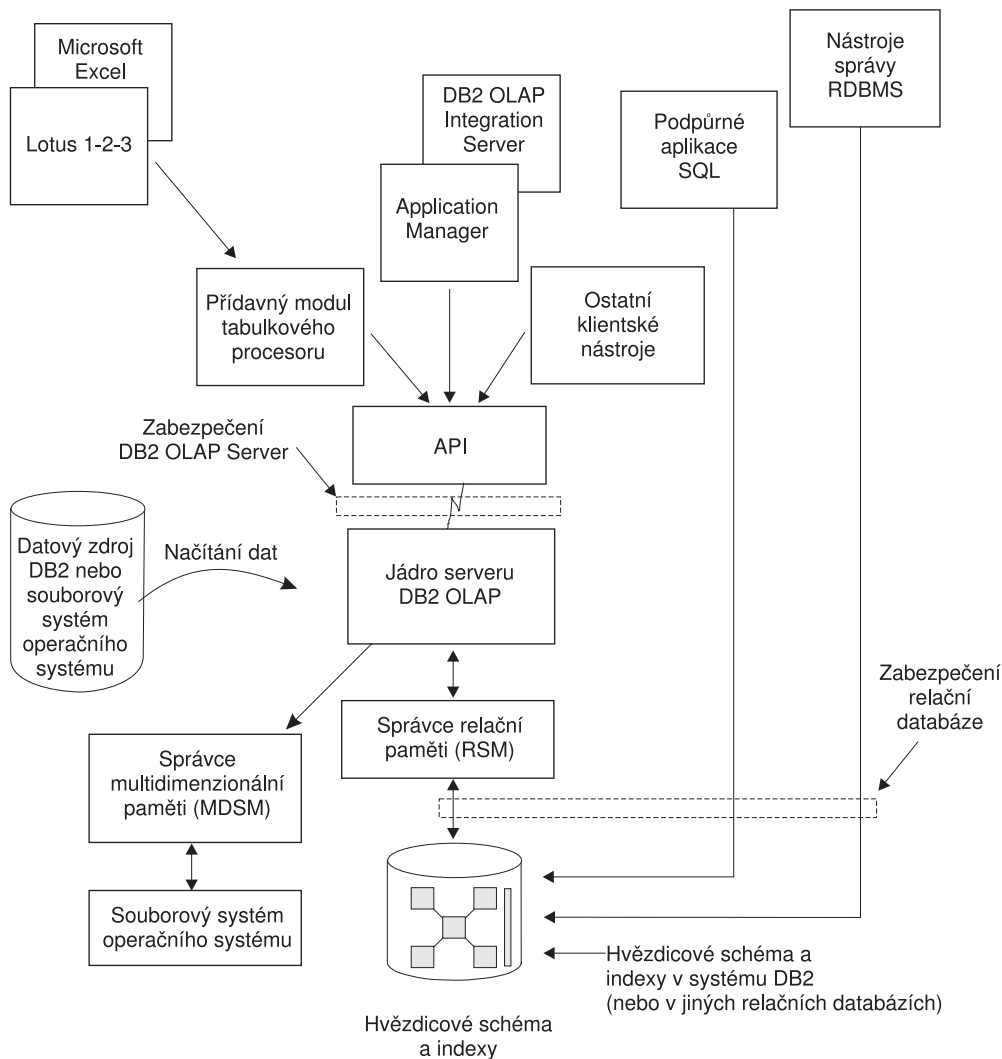 Microsoft
Excel
Lotus 1-2-3
DB2 OLAP
Integration
Server
Application
Manager
Podpůrné
aplikace
SQL
Nástroje
správy
RDBMS
Přídavný modul
tabulkového
procesoru
Ostatní
klientské
nástroje
Zabezpečení
DB2 OLAP Server
API
Datový zdroj
DB2 nebo
souborový
systém
operačního
systému
Načítání dat
Jádro serveru
DB2 OLAP
Zabezpečení
relační
databáze
Správce
multidimenzionální
paměti (MDSM)
Správce relační
paměti (RSM)
Souborový systém
operačního systému
Hvězdicové schéma a
indexy v systému DB2
(nebo v jiných relačních databázích)
Hvězdicové schéma
a indexy